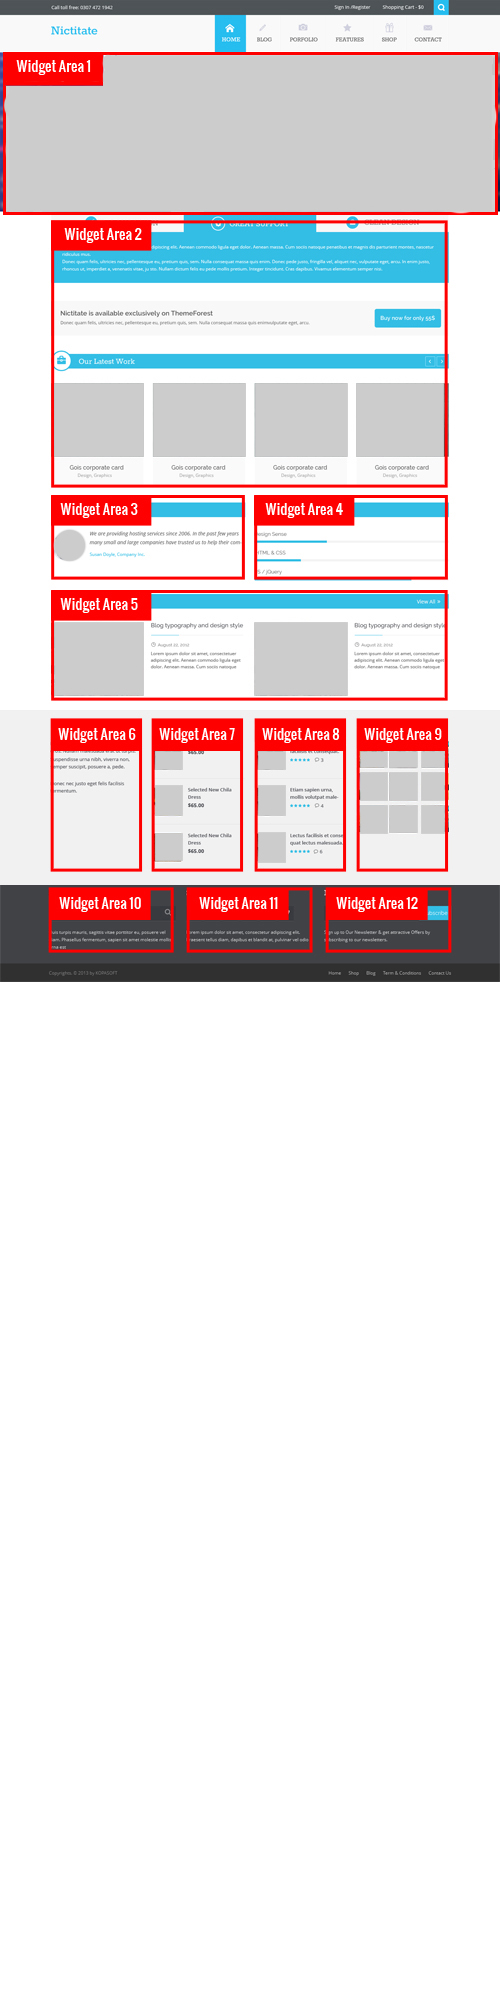 Call toll free: 0307 472 1942
Sign In /Register
Shopping Cart - $0
Nictitate
HOME
BLOG
PORFOLIO
FEATURES
SHOP
CONTACT
Widget Area 1
GREAT SUPPORT
Widget Area 2
adipiscing elit. Aenean commodo ligula eget dolor. Aenean massa. Cum sociis natoque penatibus et magnis dis parturient montes, nascetur
ridiculus mus.
Donec quam felis, ultricies nec, pellentesque eu, pretium quis, sem. Nulla consequat massa quis enim. Donec pede justo, fringilla vel, aliquet nec, vulputate eget, arcu. In enim justo,
rhoncus ut, imperdiet a, venenatis vitae, ju sto. Nullam dictum felis eu pede mollis pretium. Integer tincidunt. Cras dapibus. Vivamus elementum semper nisi.
Nictitate is available exclusively on ThemeForest
Donec quam felis, ultricies nec, pellentesque eu, pretium quis, sem. Nulla consequat massa quis enimvulputate eget, arcu.
Buy now for only 55$
Our Latest Work
Gois corporate card
Gois corporate card
Gois corporate card
Gois corporate card
Design, Graphics
Design, Graphics
Design, Graphics
Design, Graphics
Widget Area 3
We are providing hosting services since 2006. In the past few years
many small and large companies have trusted us to help their com
Susan Doyle, Company Inc.
Widget Area 4
esign Sense
HTML & CSS
S / jQuery
Widget Area 5
View All +
Blog typography and design style
August 22, 2012
Lorem ipsum dolor sit amet, consectetuer
adipiscing elit. Aenean commodo ligula eget
dolor. Aenean massa. Cum sociis natoque
Blog typography and design style
August 22, 2012
Lorem ipsum dolor sit amet, consectetuer
adipiscing elit. Aenean commodo ligula eget
dolor. Aenean massa. Cum sociis natoque
Widget Area 6
uspendisse urna nibh, viverra non,
emper suscipit, posuere a, pede.
onec nec justo eget felis facilisis
ermentum.
Widget Area 7
$65.00
Selected New Chila
Dress
$65.00
Selected New Chila
Dress
$65.00
Widget Area 8
facilisis et consequat,
3
Etiam sapien urna,
mollis volutpat male-
4
Lectus facilisis et conse
quat lectus malesuada,
6
Widget Area 9
Widget Area 10
uis turpis mauris, sagittis vitae portitor eu, posuere vel
iam. Phasellus fermentum, sapien sit amet molestie mollis
rna est
Widget Area 11
orem ipsum dolor sit amet, consectetur adipiscing elit.
raesent tellus diam, dapibus et blandit at, pulvinar vel odio
Widget Area 12
ubscribe
Sign up to Our Newsletter & get attractive Offers by
subscribing to our newsletters.
Copyrights. © 2013 by KOPASOFT
Home
Shop
Blog
Term & Conditions
Contact Us